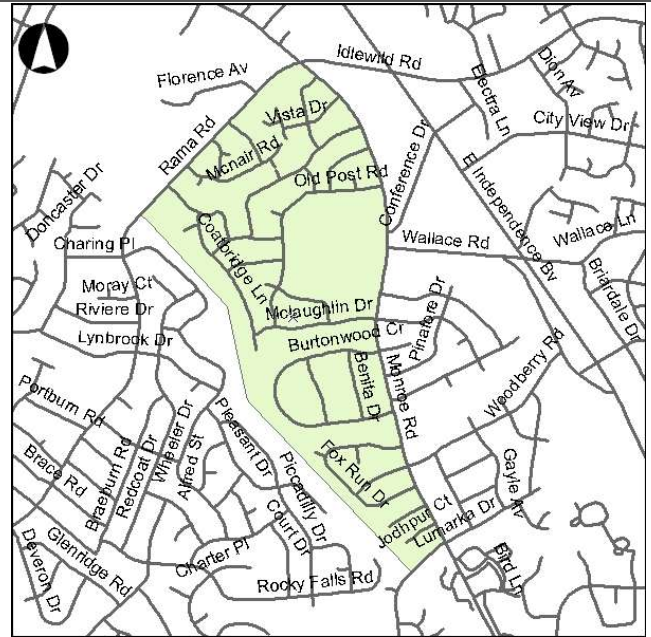 Idlewild Rd
Florence Av
Dion Av
Electra Ln
Vista Dr
City View Dr
Rama Rd
Mcnair Rd
Conference Dr
Old Post Rd
E Independence Bv
Doncaster Dr
Coatbridge Ln
Wallace Ln
Charing Pl
Wallace Rd
Briardale Dr
Moray Ct
Riviere Dr
Mclaughlin Dr
Pinafore Dr
Lynbrook Dr
Burtonwood Cr
Benita Dr
Monroe Rd
Woodberry Rd
Portburn Rd
Wheeler Dr
Pleasant Dr
Brace Rd
Braeburn Rd
Redcoat Dr
Alfred St
Piccadilly Dr
Fox Run Dr
Gayle Av
Court Dr
Jodhpur Ct
Lumarka Dr
Deveron Dr
Glenridge Rd
Charter Pl
Bird Ln
Rocky Falls Rd